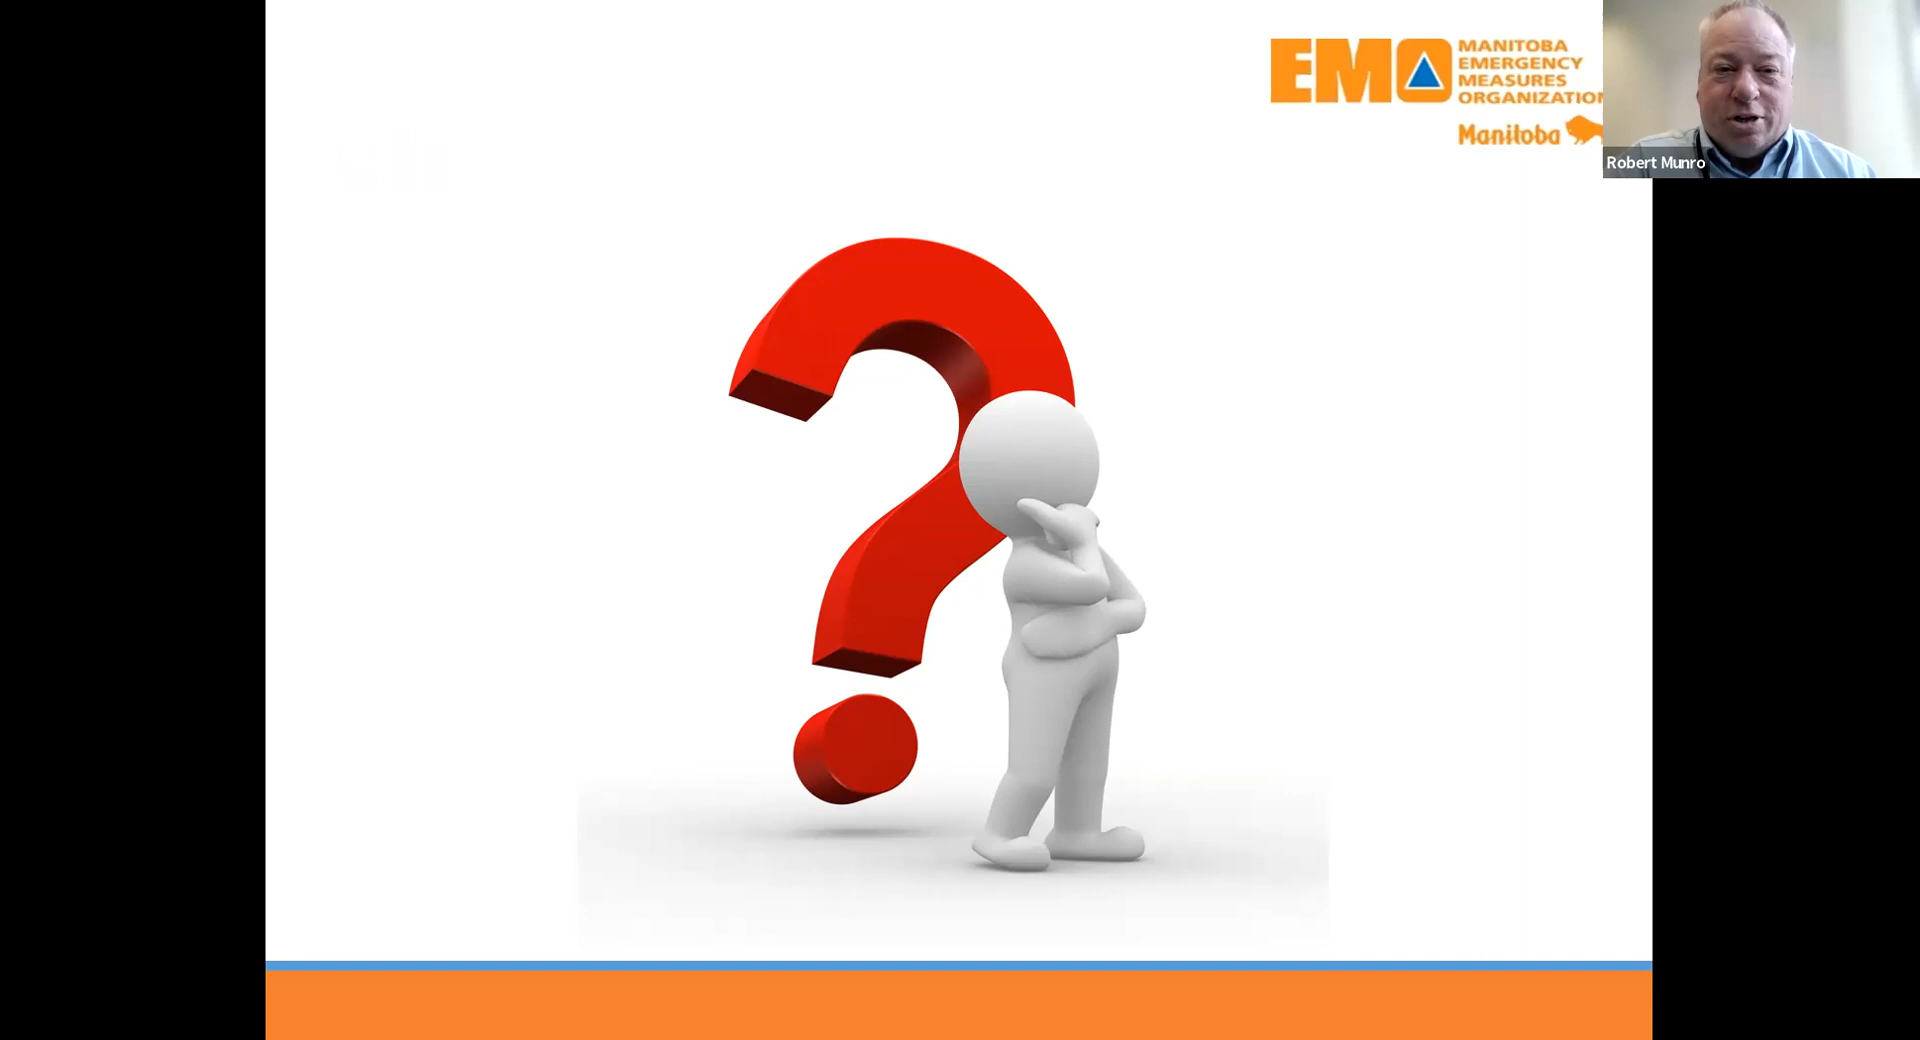 EMO
MANITOBA
EMERGENCY
MEASURES
ORGANIZATION
Manitoba
Robert Munro